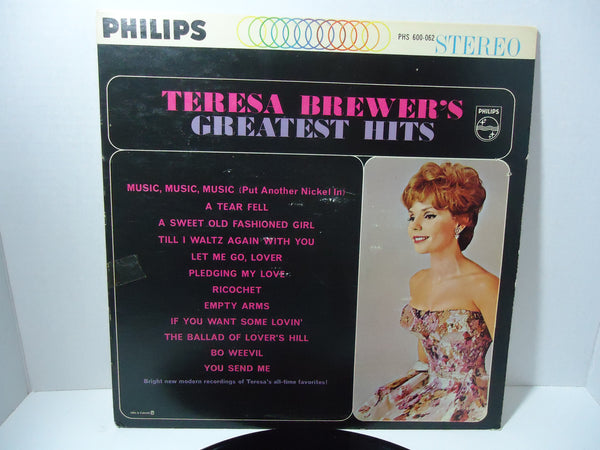 PHILIPS
PHS 600-062 STEREO
TERESA BREWER'S
GREATEST HITS
PHILIPS
MUSIC, MUSIC, MUSIC (Put Another Nickel In)
A TEAR FELL
A SWEET OLD FASHIONED GIRL
TILL I WALTZ AGAIN WITH YOU
LET ME GO, LOVER
PLEDGING MY LOVE
RICOCHET
EMPTY ARMS
IF YOU WANT SOME LOVIN'
THE BALLAD OF LOVER'S HILL
BO WEEVIL
YOU SEND ME
Bright new modern recordings of Teresa's all-time favorites!